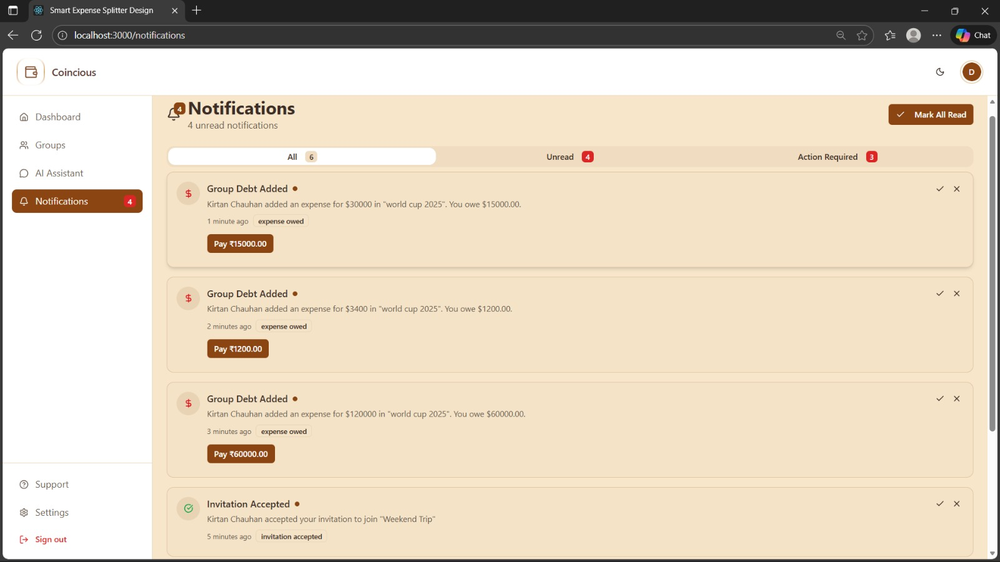 Smart Expense Splitter Design
localhost:3000/notifications
Chat
Coincious
D
Dashboard
Groups
AI Assistant
Notifications 4
Support
Settings
Sign out
4 Notifications
4 unread notifications
Mark All Read
All 6 Unread 4 Action Required 3
$ Group Debt Added
Kirtan Chauhan added an expense for $30000 in "world cup 2025". You owe $15000.00.
1 minute ago expense owed
Pay ₹15000.00
$ Group Debt Added
Kirtan Chauhan added an expense for $3400 in "world cup 2025". You owe $1200.00.
2 minutes ago expense owed
Pay ₹1200.00
$ Group Debt Added
Kirtan Chauhan added an expense for $120000 in "world cup 2025". You owe $60000.00.
3 minutes ago expense owed
Pay ₹60000.00
Invitation Accepted
Kirtan Chauhan accepted your invitation to join "Weekend Trip"
5 minutes ago invitation accepted